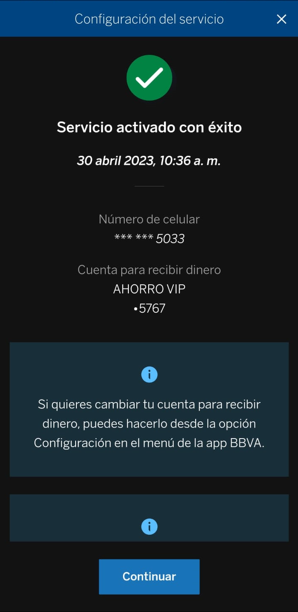 Configuración del servicio
Servicio activado con éxito
30 abril 2023, 10:36 a. m.
Número de celular
*** *** 5033
Cuenta para recibir dinero
AHORRO VIP
•5767
Si quieres cambiar tu cuenta para recibir
dinero, puedes hacerlo desde la opción
Configuración en el menú de la app BBVA.
Continuar